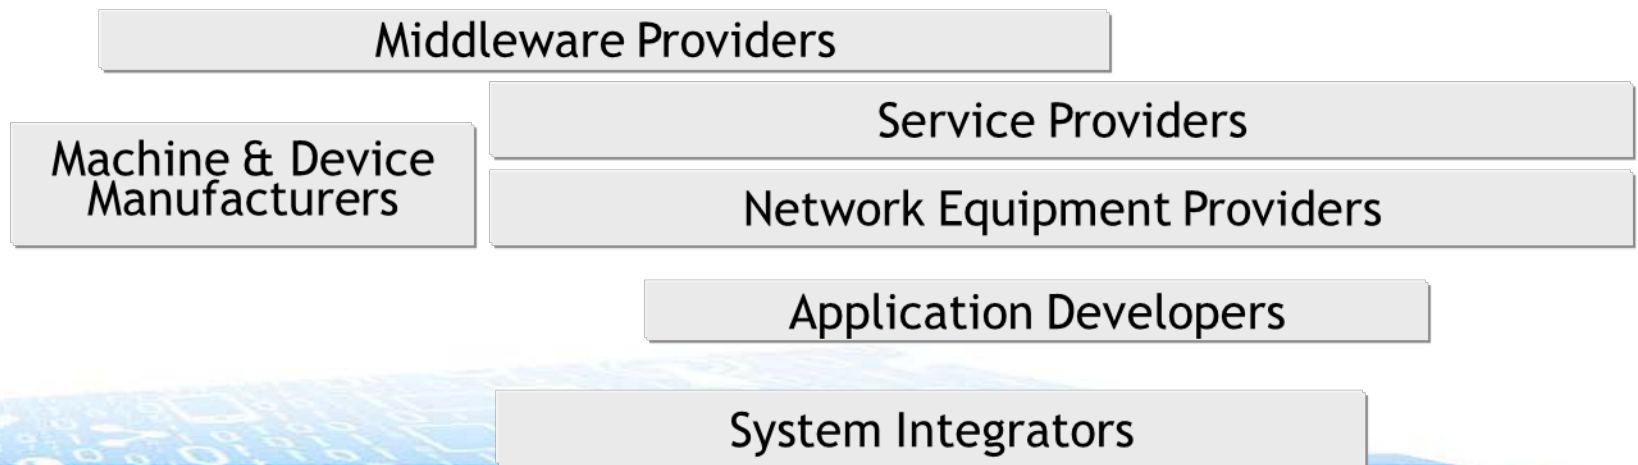 Middleware Providers
Service Providers
Machine & Device
Manufacturers
Network Equipment Providers
Application Developers
System Integrators